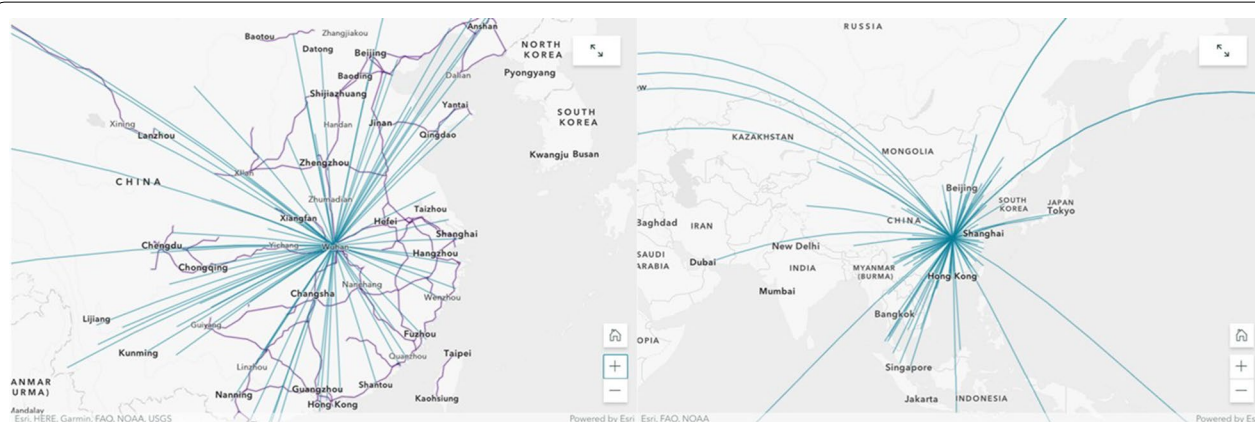 Baotou
Zhangjiakou
Anshan
Datong
Beijing
NORTH
KOREA
Baoding
Dalian
Pyongyang
Shijiazhuang
Yantai
Xining
Lanzhou
Handan
Jinan
Qingdao
SOUTH
KOREA
Kwangju
Busan
Zhengzhou
Xi'an
CHINA
Zhumadian
Xiangfan
Hefei
Taizhou
Shanghai
Chengdu
Yichang
Wuhan
Hangzhou
Chongqing
Nanchang
Changsha
Wenzhou
Lijiang
Guiyang
Fuzhou
Kunming
Quanzhou
Taipei
Linzhou
ANMAR
URMA)
Mandalay
Nanning
Guangzhou
Shantou
Hong Kong
Kaohsiung
+
−
Esri, HERE, Garmin, FAO, NOAA, USGS
Powered by Esri
RUSSIA
KAZAKHSTAN
MONGOLIA
Beijing
SOUTH
KOREA
JAPAN
Tokyo
CHINA
Baghdad
IRAN
Shanghai
SAUDI
ARABIA
Dubai
New Delhi
INDIA
MYANMAR
(BURMA)
Hong Kong
Mumbai
Bangkok
OPIA
Singapore
Jakarta
INDONESIA
+
−
Esri, FAO, NOAA
Powered by Es